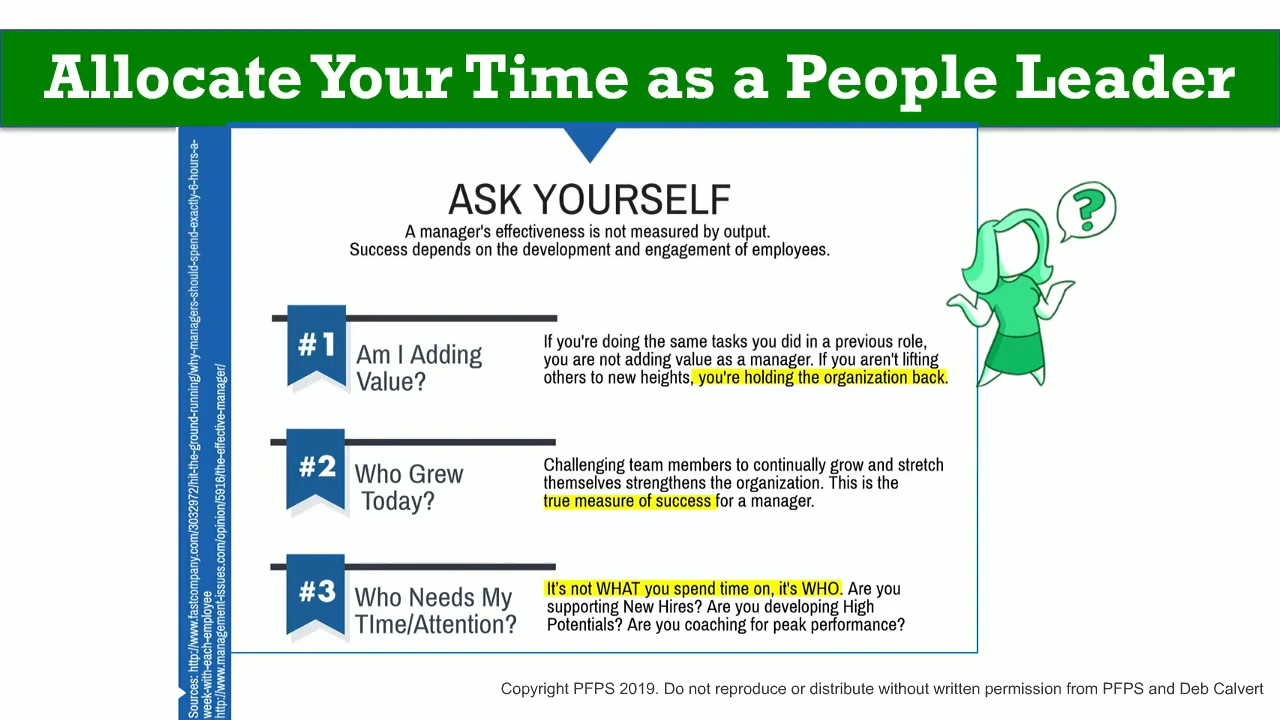 Allocate Your Time as a People Leader
ASK YOURSELF
A manager's effectiveness is not measured by output.
Success depends on the development and engagement of employees.
#1
Am I Adding
Value?
If you're doing the same tasks you did in a previous role,
you are not adding value as a manager. If you aren't lifting
others to new heights, you're holding the organization back.
#2
Who Grew
Today?
Challenging team members to continually grow and stretch
themselves strengthens the organization. This is the
true measure of success for a manager.
#3
Who Needs My
TIme/Attention?
It's not WHAT you spend time on, it's WHO. Are you
supporting New Hires? Are you developing High
Potentials? Are you coaching for peak performance?
?
Sources: http://www.fastcompany.com/3032972/hit-the-ground-running/why-managers-should-spend-exactly-6-hours-a-
week-with-each-employee
http://www.management-issues.com/opinion/5916/the-effective-manager/
Copyright PFPS 2019. Do not reproduce or distribute without written permission from PFPS and Deb Calvert